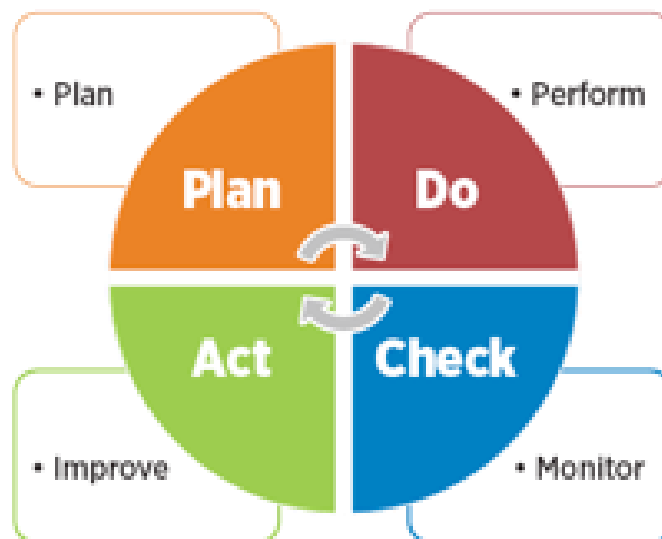 • Plan
• Perform
Plan
Do
Act
Check
• Improve
• Monitor